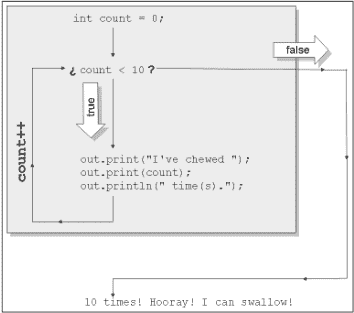 int count = 0;
false
¿ count < 10 ?
true
count++
out.print("I've chewed ");
out.print(count);
out.println(" time(s).");
10 times! Hooray! I can swallow!